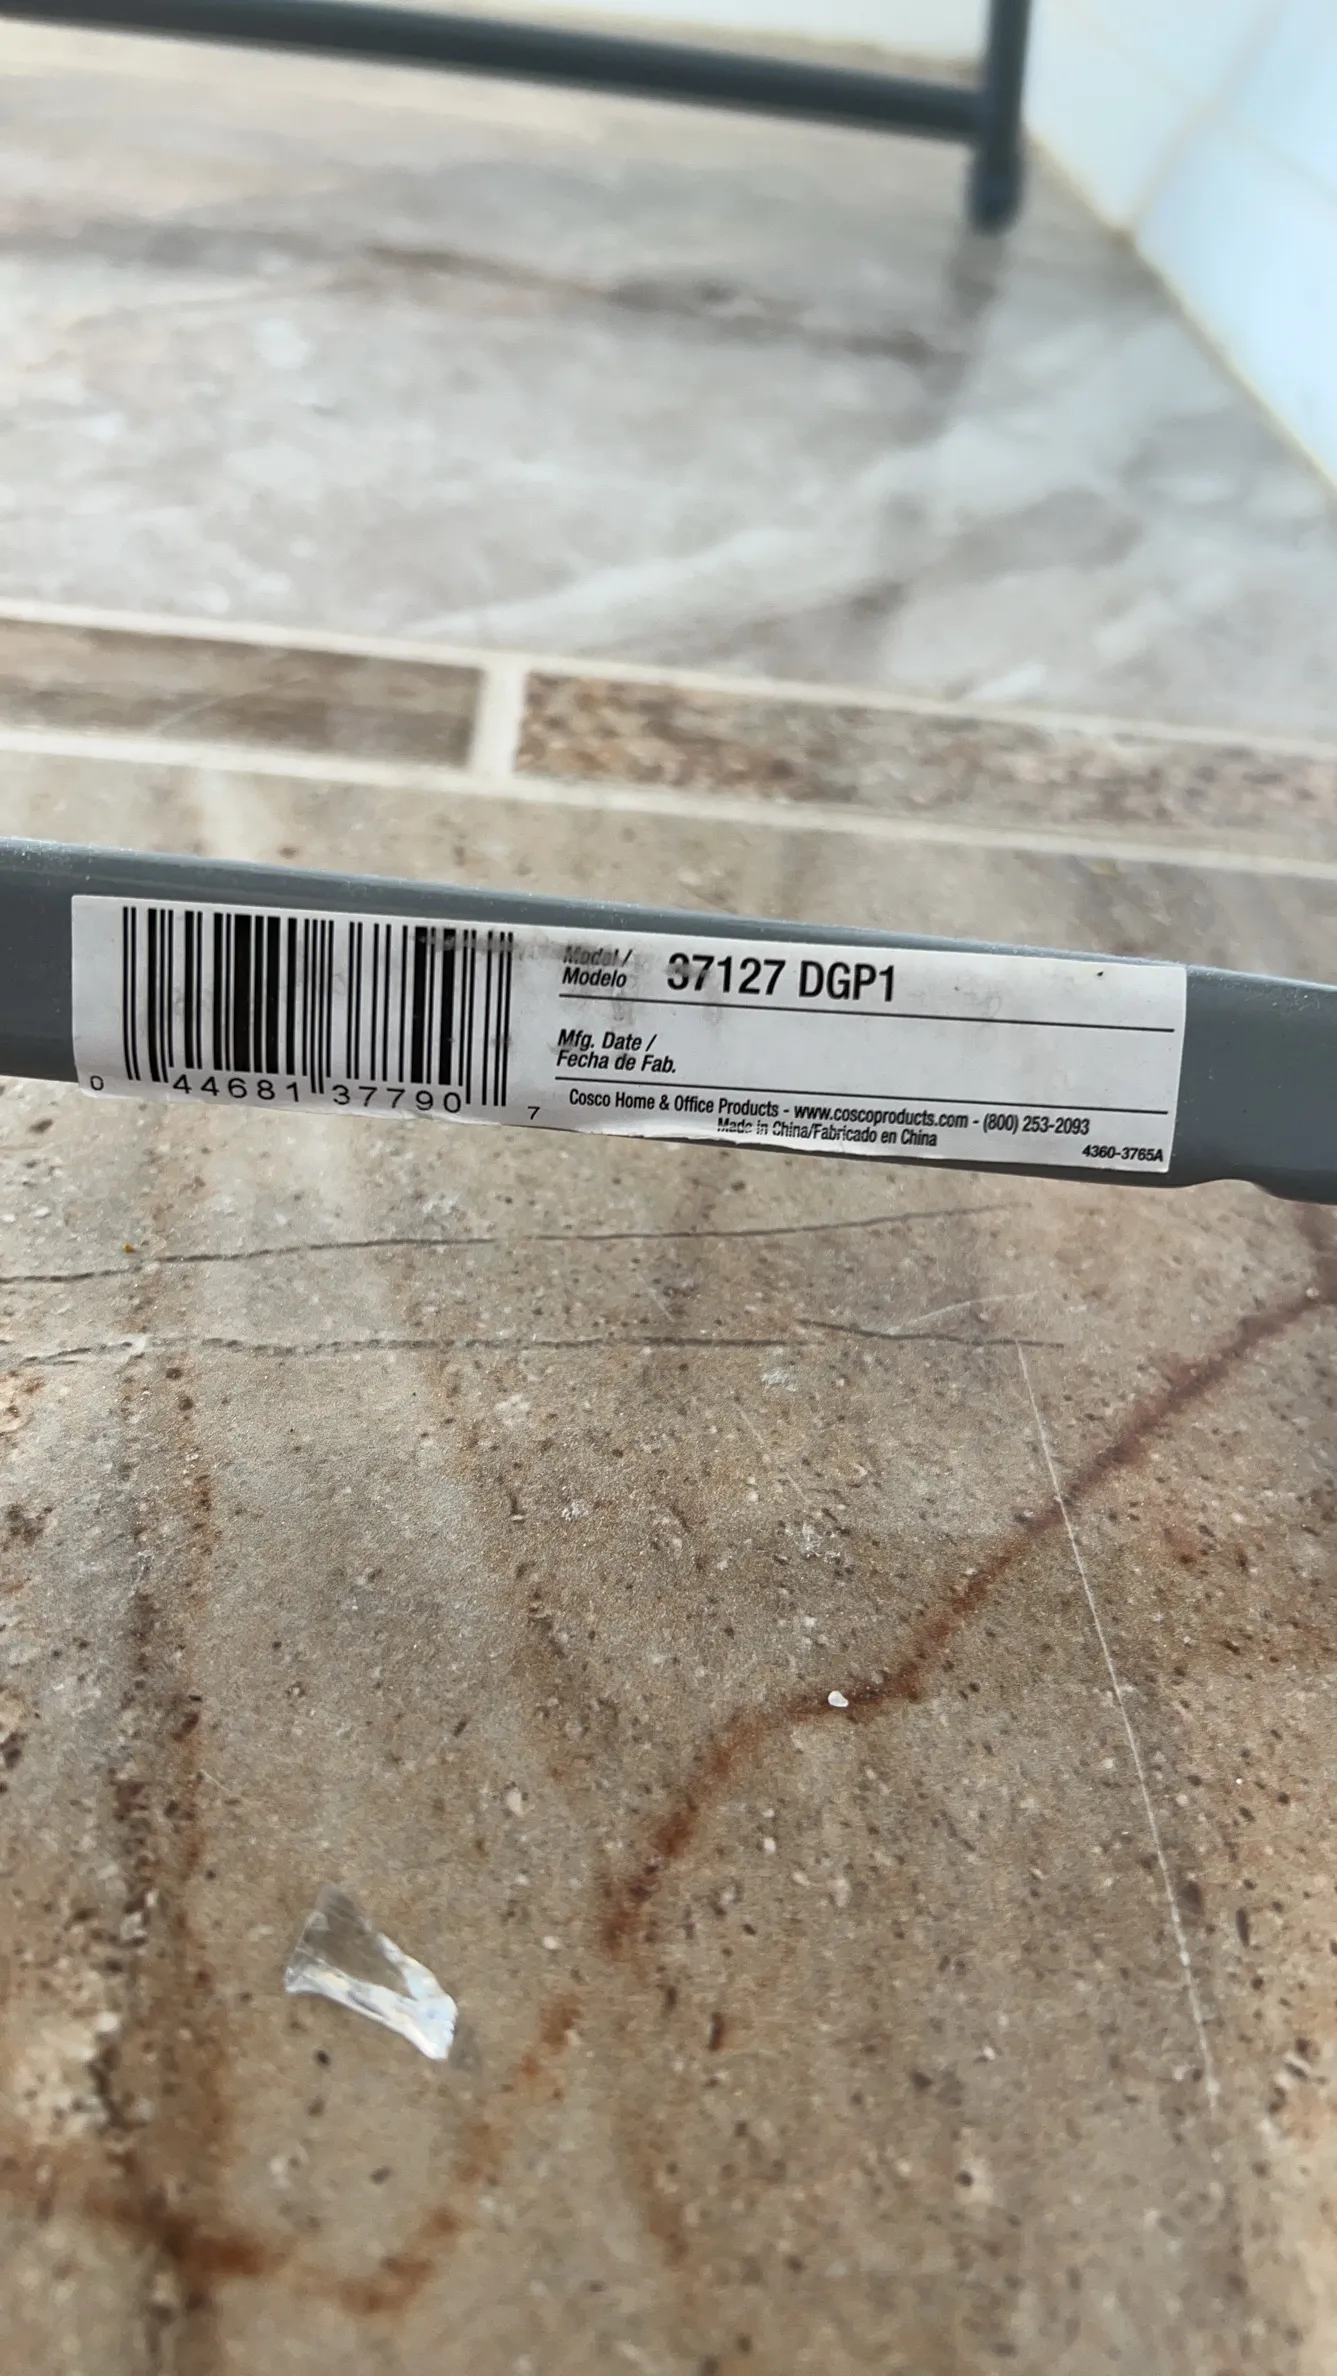 Model /
Modelo 37127 DGP1
Mfg. Date /
Fecha de Fab.
0 44681 37790 7
Cosco Home & Office Products - www.coscoproducts.com - (800) 253-2093
Made in China/Fabricado en China
4360-3765A